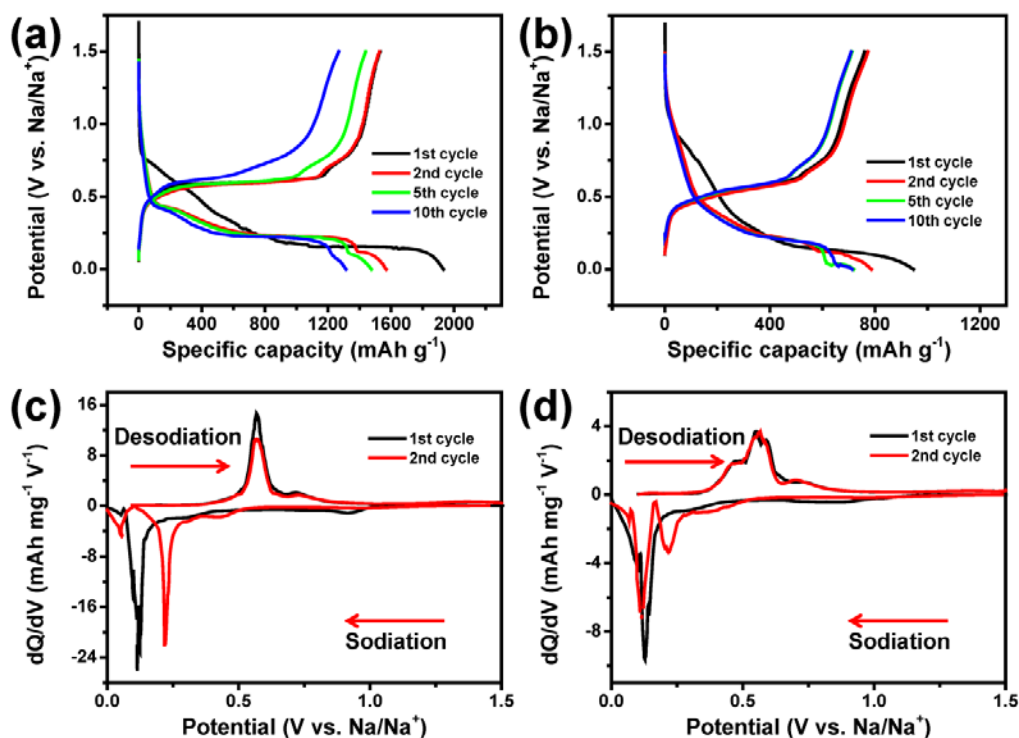 (a)
Potential (V vs. Na/Na⁺)
1.5
1.0
0.5
0.0
1st cycle
2nd cycle
5th cycle
10th cycle
0 400 800 1200 1600 2000
Specific capacity (mAh g⁻¹)
(b)
Potential (V vs. Na/Na⁺)
1.5
1.0
0.5
0.0
1st cycle
2nd cycle
5th cycle
10th cycle
0 400 800 1200
Specific capacity (mAh g⁻¹)
(c)
dQ/dV (mAh mg⁻¹ V⁻¹)
16
8
0
-8
-16
-24
Desodiation
1st cycle
2nd cycle
Sodiation
0.0 0.5 1.0 1.5
Potential (V vs. Na/Na⁺)
(d)
dQ/dV (mAh mg⁻¹ V⁻¹)
4
0
-4
-8
Desodiation
1st cycle
2nd cycle
Sodiation
0.0 0.5 1.0 1.5
Potential (V vs. Na/Na⁺)